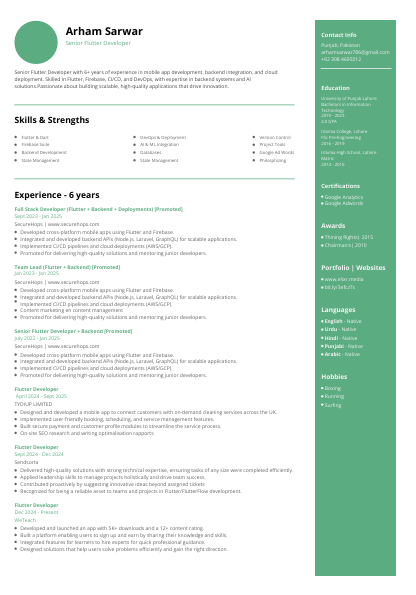 Arham Sarwar
Senior Flutter Developer
Senior Flutter Developer with 6+ years of experience in mobile app development, backend integration, and cloud
deployment. Skilled in Flutter, Firebase, CI/CD, and DevOps, with expertise in backend systems and AI
solutions.Passionate about building scalable, high-quality applications that drive innovation.
Skills & Strengths
Flutter & Dart
Firebase Suite
Backend Development
State Management
DevOps & Deployment
AI & ML Integration
Databases
State Management
Version Control
Project Tools
Google Ad Words
Philosophizing
Experience - 6 years
Full Stack Developer (Flutter + Backend + Deployments) [Promoted]
Sept 2023 - Jan 2025
SecureHops | www.securehops.com
Developed cross-platform mobile apps using Flutter and Firebase.
Integrated and developed backend APIs (Node.js, Laravel, GraphQL) for scalable applications.
Implemented CI/CD pipelines and cloud deployments (AWS/GCP).
Promoted for delivering high-quality solutions and mentoring junior developers.
Team Lead (Flutter + Backend) [Promoted]
Jan 2023 - Jan 2025
SecureHops | www.securehops.com
Developed cross-platform mobile apps using Flutter and Firebase.
Integrated and developed backend APIs (Node.js, Laravel, GraphQL) for scalable applications.
Implemented CI/CD pipelines and cloud deployments (AWS/GCP).
Content marketing en content management
Promoted for delivering high-quality solutions and mentoring junior developers.
Senior Flutter Developer + Backend [Promoted]
July 2022 - Jan 2025
SecureHops | www.securehops.com
Developed cross-platform mobile apps using Flutter and Firebase.
Integrated and developed backend APIs (Node.js, Laravel, GraphQL) for scalable applications.
Implemented CI/CD pipelines and cloud deployments (AWS/GCP).
Promoted for delivering high-quality solutions and mentoring junior developers.
Flutter Developer
April 2024 - Sept 2025
TYDIUP LIMITED
Designed and developed a mobile app to connect customers with on-demand cleaning services across the UK.
Implemented user-friendly booking, scheduling, and service management features.
Built secure payment and customer profile modules to streamline the service process.
On-site SEO research and writing optimalisation rapports
Flutter Developer
Sept 2024 - Dec 2024
Sendsorta
Delivered high-quality solutions with strong technical expertise, ensuring tasks of any size were completed efficiently.
Applied leadership skills to manage projects holistically and drive team success.
Contributed proactively by suggesting innovative ideas beyond assigned tickets
Recognized for being a reliable asset to teams and projects in Flutter/FlutterFlow development.
Flutter Developer
Dec 2024 - Present
WeTeach
Developed and launched an app with 5K+ downloads and a 12+ content rating.
Built a platform enabling users to sign up and earn by sharing their knowledge and skills.
Integrated features for learners to hire experts for quick professional guidance.
Designed solutions that help users solve problems efficiently and gain the right direction.
Contact Info
Punjab, Pakistan
arhamsarwar786@gmail.com
Education
University of Punjab Lahore
Bachelors in Information
Technology
Unisina College, Lahore
FSc Pre-Engineering
2016 - 2019
Unisina High School, Lahore
Matric
2015 - 2016
Certifications
Google Analytics
Google Adwords
Awards
Thinking Rights| 2015
Chairman's| 2019
Portfolio | Websites
Languages
English - Native
Urdu - Native
Hindi - Native
Punjabi - Native
Arabic - Native
Hobbies
Boxing
Running
Surfing